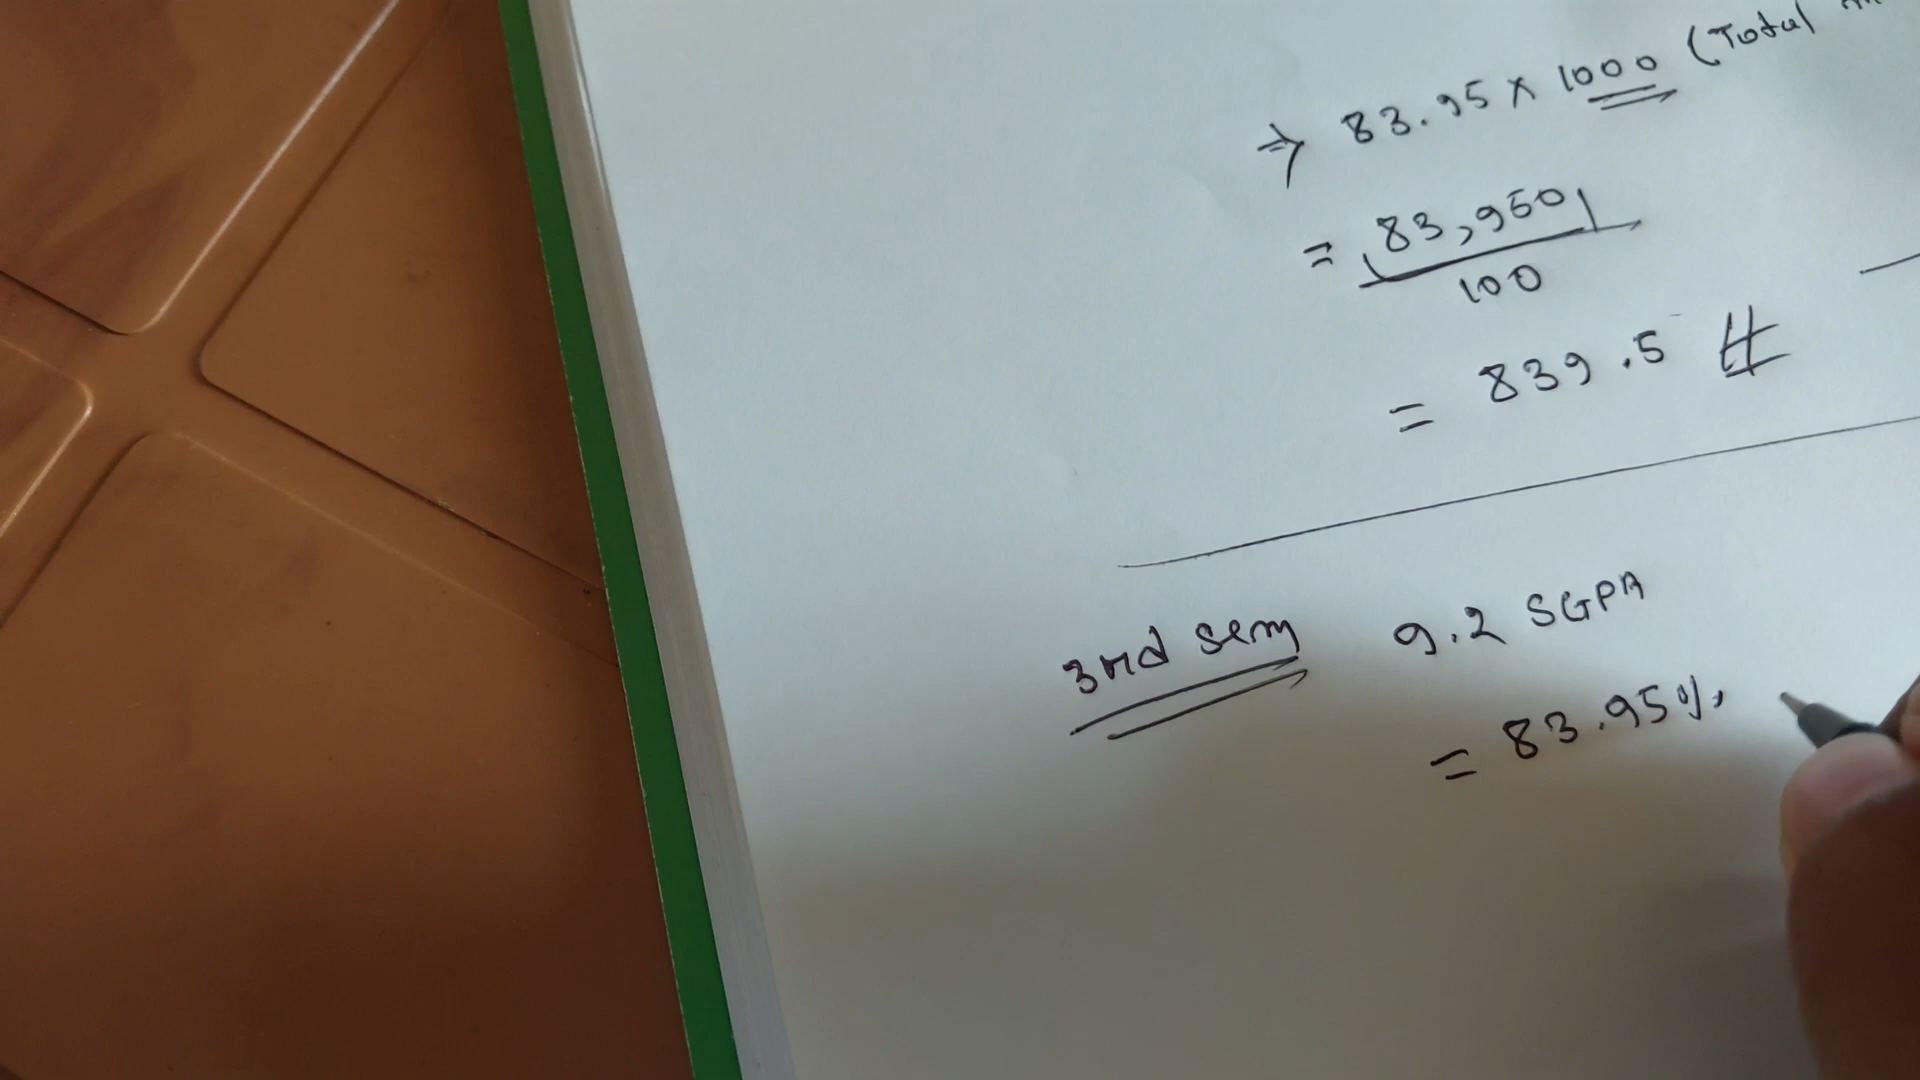 ⇒ 83.95 × 1000 (Total
= 83,950
100
= 839.5 #
3rd sem 9.2 SGPA
= 83.95%